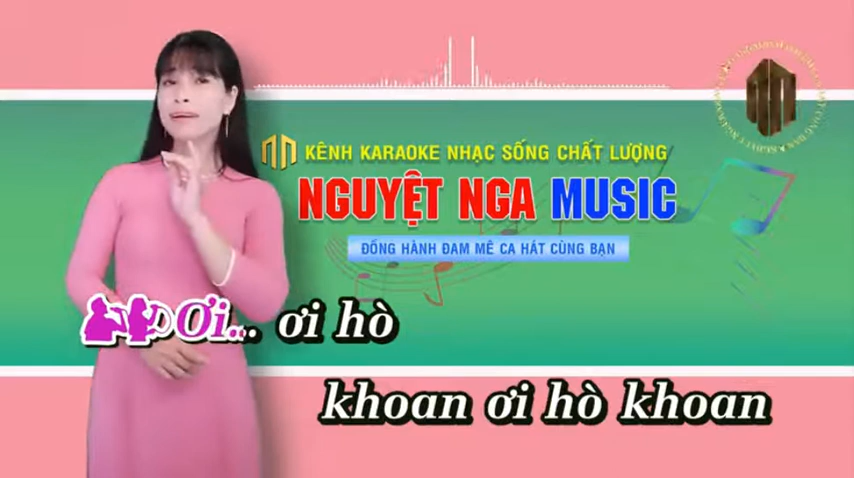 KÊNH KARAOKE NHẠC SỐNG CHẤT LƯỢNG
NGUYỆT NGA MUSIC
ĐỒNG HÀNH ĐAM MÊ CA HÁT CÙNG BẠN
Ơi... ơi hò
khoan ơi hò khoan